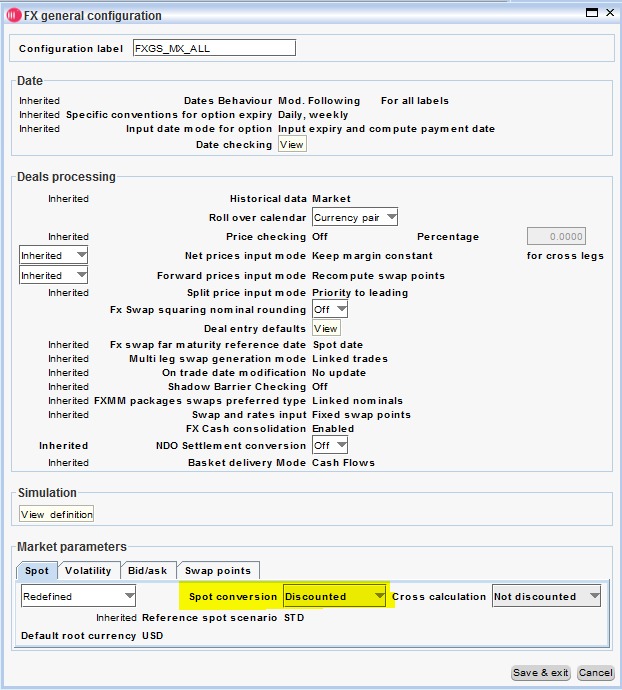 FX general configuration
Configuration label FXGS_MX_ALL
Date
Inherited Dates Behaviour Mod. Following For all labels
Inherited Specific conventions for option expiry Daily, weekly
Inherited Input date mode for option Input expiry and compute payment date
Date checking View
Deals processing
Inherited Historical data Market
Roll over calendar Currency pair
Inherited Price checking Off Percentage 0.0000
Inherited Net prices input mode Keep margin constant for cross legs
Inherited Forward prices input mode Recompute swap points
Inherited Split price input mode Priority to leading
Fx Swap squaring nominal rounding Off
Deal entry defaults View
Inherited Fx swap far maturity reference date Spot date
Inherited Multi leg swap generation mode Linked trades
Inherited On trade date modification No update
Inherited Shadow Barrier Checking Off
Inherited FXMM packages swaps preferred type Linked nominals
Inherited Swap and rates input Fixed swap points
FX Cash consolidation Enabled
Inherited NDO Settlement conversion Off
Inherited Basket delivery Mode Cash Flows
Simulation
View definition
Market parameters
Spot Volatility Bid/ask Swap points
Redefined Spot conversion Discounted Cross calculation Not discounted
Inherited Reference spot scenario STD
Default root currency USD
Save & exit Cancel